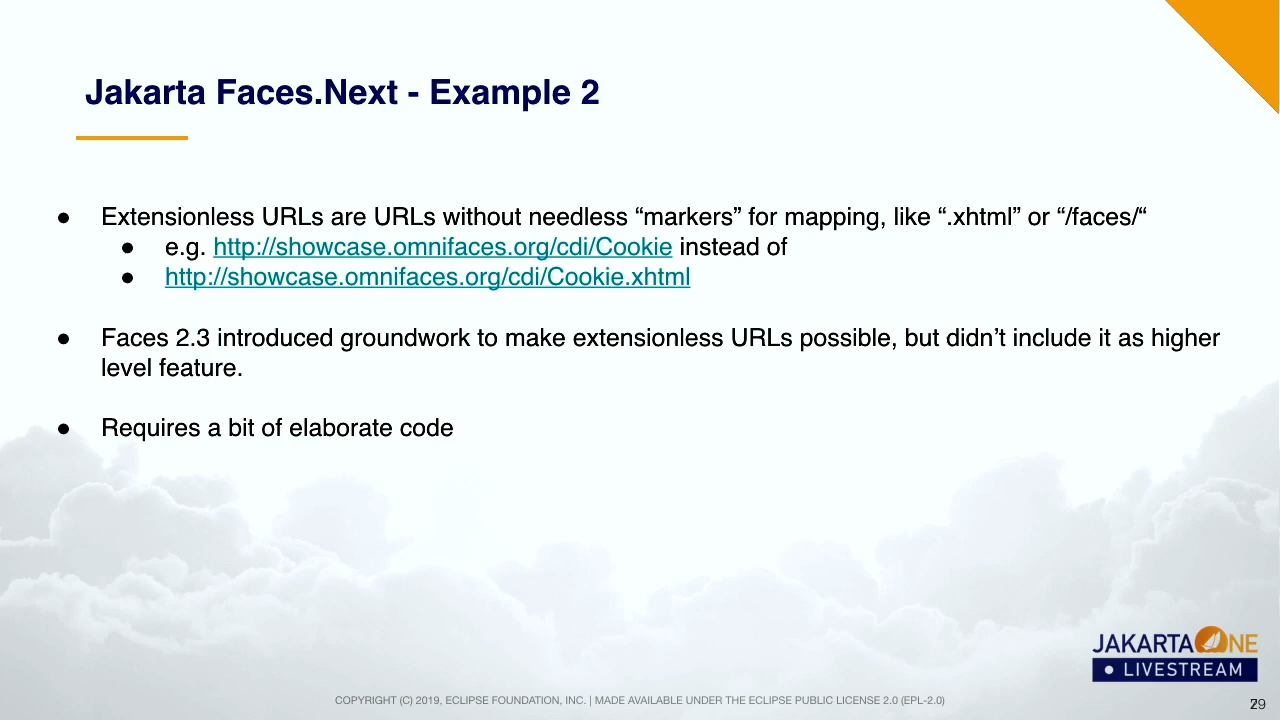 Jakarta Faces.Next - Example 2
● Extensionless URLs are URLs without needless “markers” for mapping, like “.xhtml” or “/faces/“
● e.g. http://showcase.omnifaces.org/cdi/Cookie instead of
● http://showcase.omnifaces.org/cdi/Cookie.xhtml
● Faces 2.3 introduced groundwork to make extensionless URLs possible, but didn’t include it as higher
level feature.
● Requires a bit of elaborate code
JAKARTA ONE
● LIVESTREAM
COPYRIGHT (C) 2019, ECLIPSE FOUNDATION, INC. | MADE AVAILABLE UNDER THE ECLIPSE PUBLIC LICENSE 2.0 (EPL-2.0)